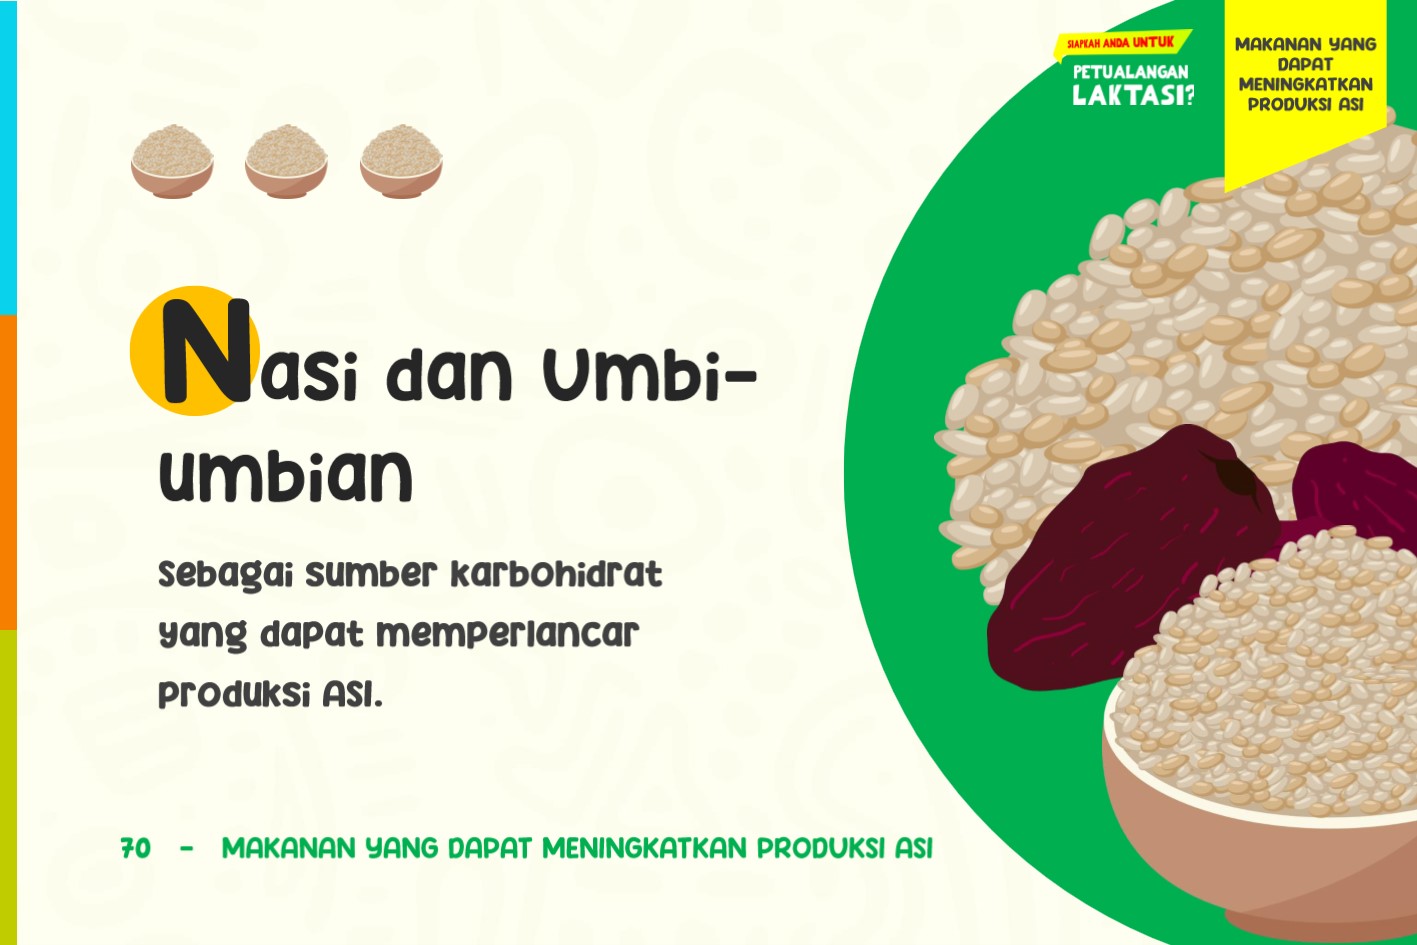 SIAPKAH ANDA UNTUK
PETUALANGAN
LAKTASI?
MAKANAN YANG
DAPAT
MENINGKATKAN
PRODUKSI ASI
Nasi dan Umbi-
umbian
Sebagai sumber karbohidrat
yang dapat memperlancar
produksi ASI.
70 - MAKANAN YANG DAPAT MENINGKATKAN PRODUKSI ASI